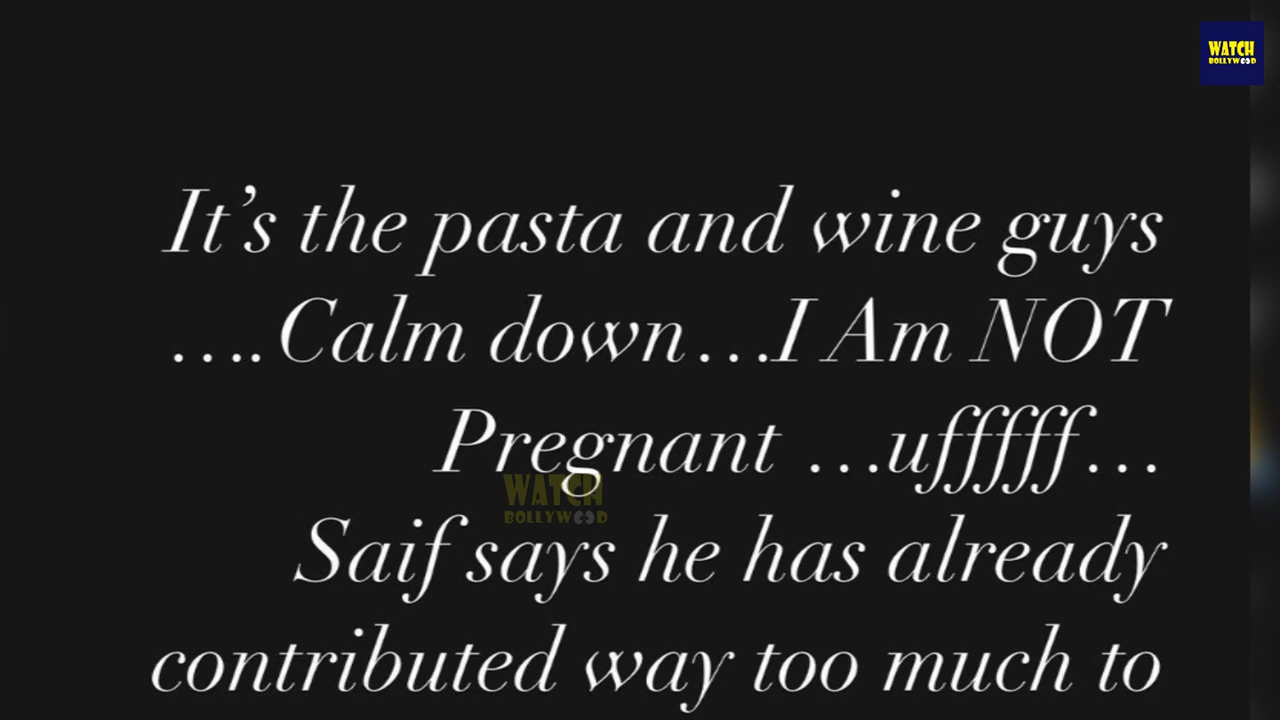 WATCH
BOLLYWOOD
It’s the pasta and wine guys
….Calm down…I Am NOT
Pregnant …ufffff…
WATCH
BOLLYWOOD
Saif says he has already
contributed way too much to